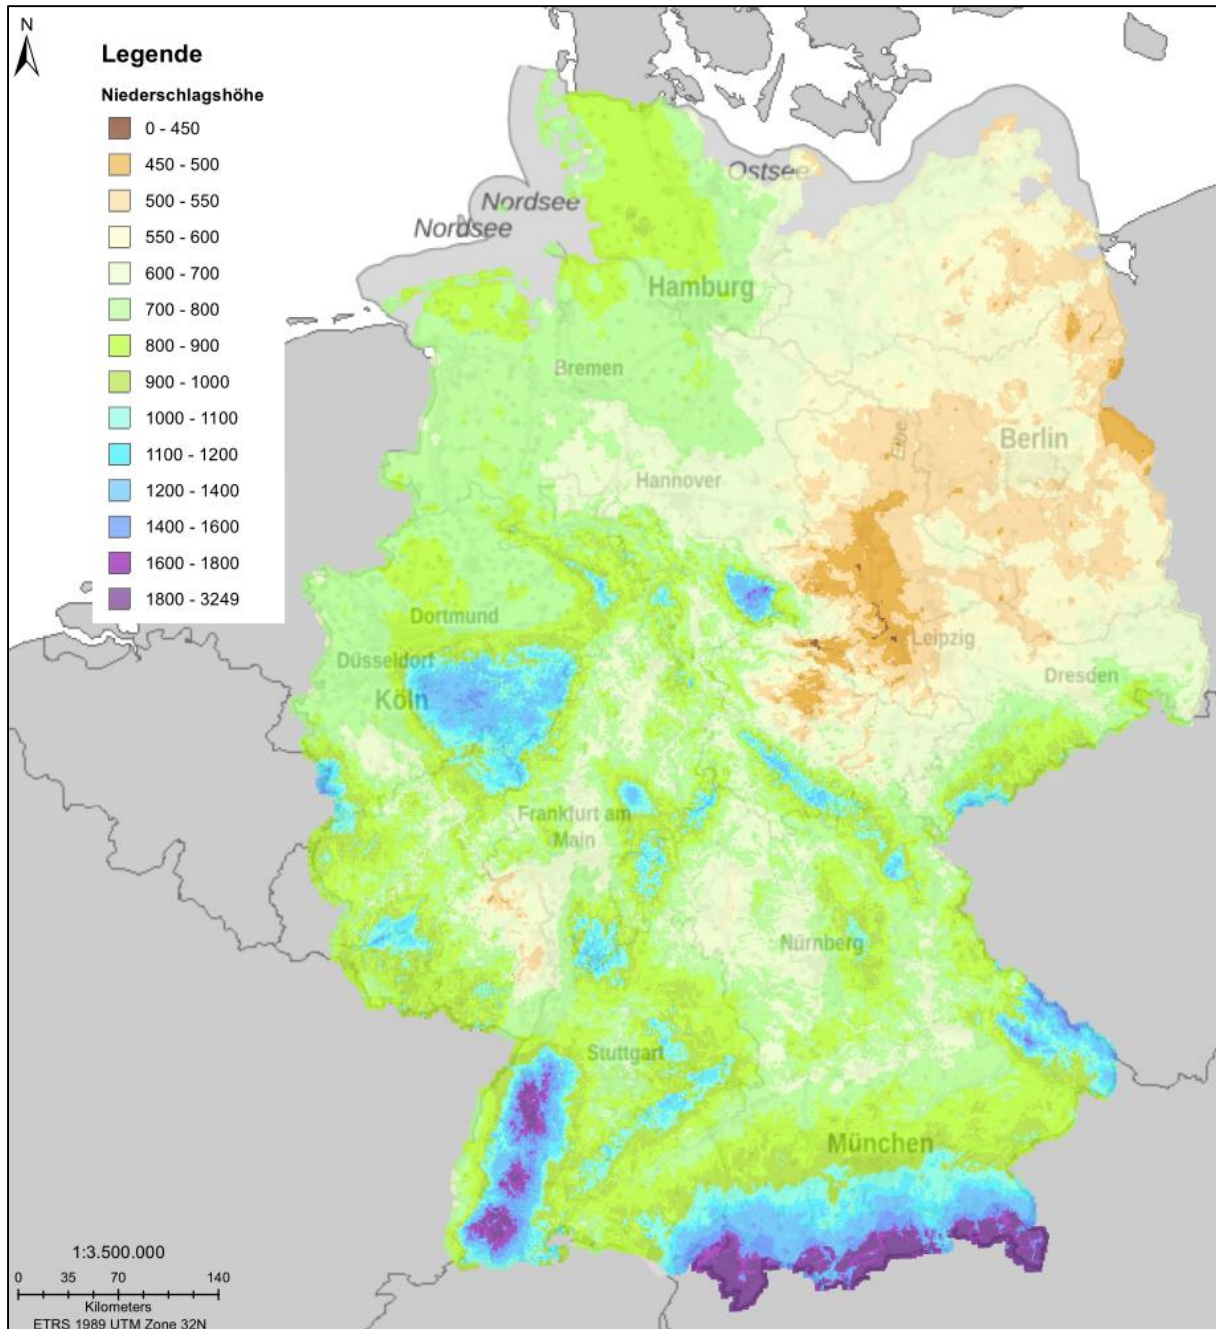 N
Legende
Niederschlagshöhe
0 - 450
450 - 500
500 - 550
550 - 600
600 - 700
700 - 800
800 - 900
900 - 1000
1000 - 1100
1100 - 1200
1200 - 1400
1400 - 1600
1600 - 1800
1800 - 3249
Ostsee
Nordsee
Nordsee
Hamburg
Bremen
Elbe
Berlin
Hannover
Dortmund
Leipzig
Düsseldorf
Dresden
Köln
Frankfurt am
Main
Nürnberg
Stuttgart
München
1:3.500.000
0 35 70 140
Kilometers
ETRS 1989 UTM Zone 32N